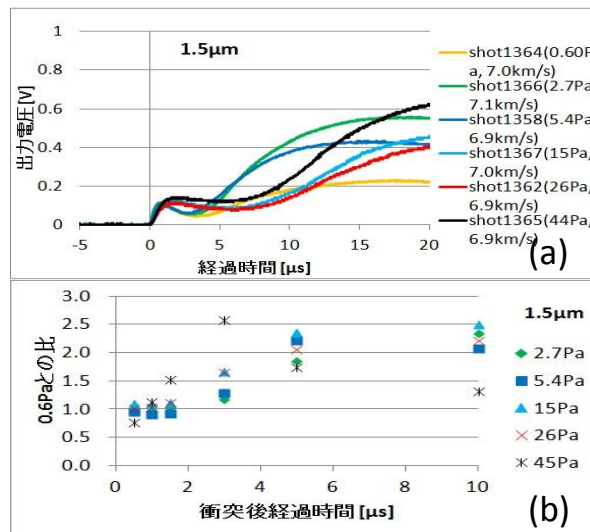 1.5μm
1
0.8
0.6
0.4
0.2
0
出力電圧[V]
-5 0 5 10 15 20
経過時間 [μs]
shot1364(0.60P
a, 7.0km/s)
shot1366(2.7Pa
7.1km/s)
shot1358(5.4Pa
6.9km/s)
shot1367(15Pa,
7.0km/s)
shot1362(26Pa,
6.9km/s)
shot1365(44Pa,
6.9km/s)
(a)
3.0
2.5
2.0
1.5
1.0
0.5
0.0
0.6Paとの比
0 2 4 6 8 10
衝突後経過時間 [μs]
1.5μm
2.7Pa
5.4Pa
15Pa
26Pa
45Pa
(b)